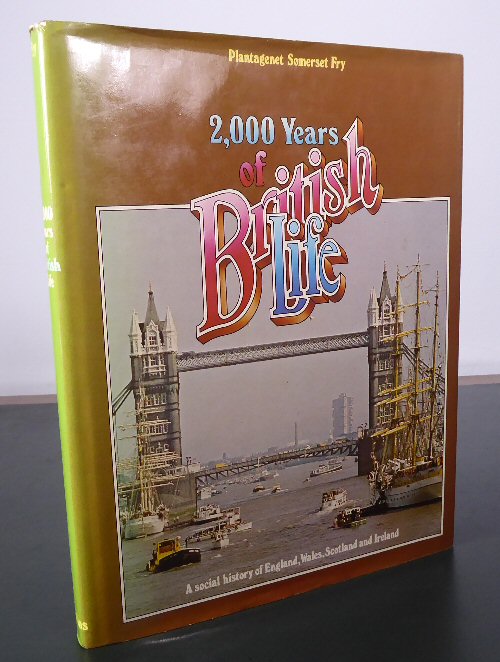 Plantagenet Somerset Fry
2,000 Years
of
British
Life
A social history of England, Wales, Scotland and Ireland